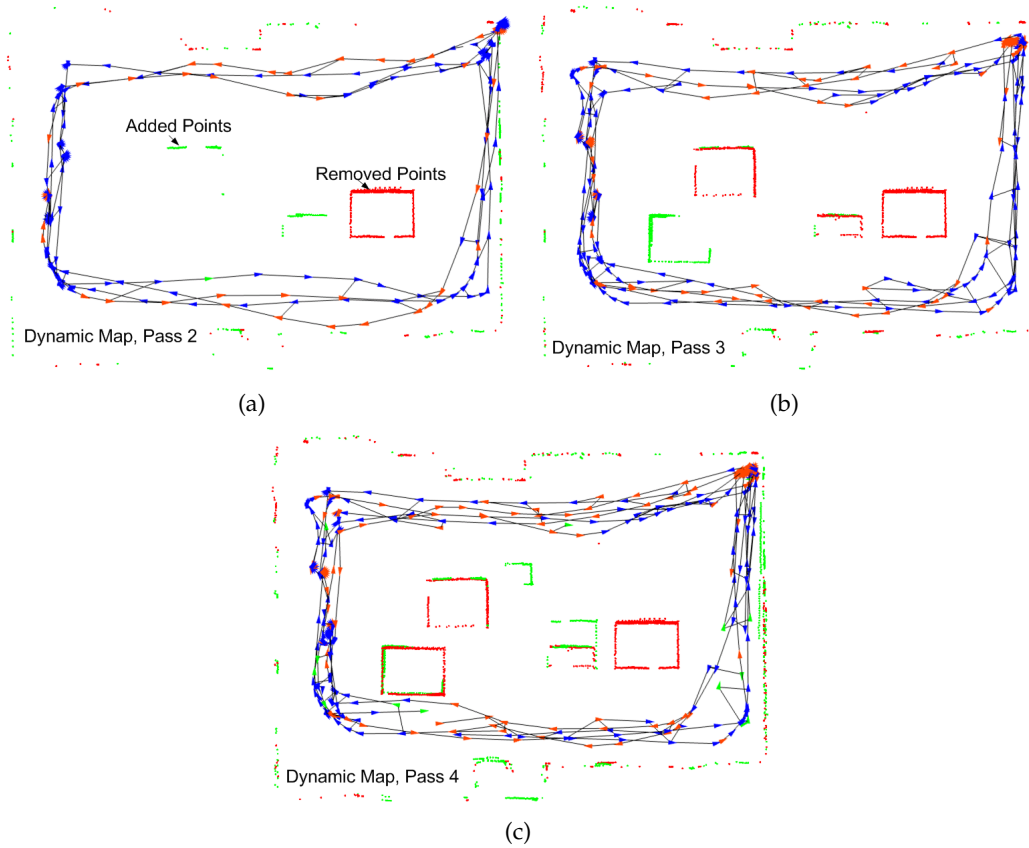 Added Points
Removed Points
Dynamic Map, Pass 2
Dynamic Map, Pass 3
(a)
(b)
Dynamic Map, Pass 4
(c)